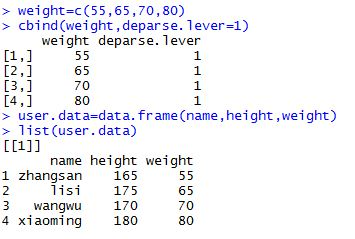 > weight=c(55,65,70,80)
> cbind(weight,deparse.lever=1)
     weight deparse.lever
[1,]     55             1
[2,]     65             1
[3,]     70             1
[4,]     80             1
> user.data=data.frame(name,height,weight)
> list(user.data)
[[1]]
      name height weight
1 zhangsan    165     55
2     lisi    175     65
3   wangwu    170     70
4 xiaoming    180     80